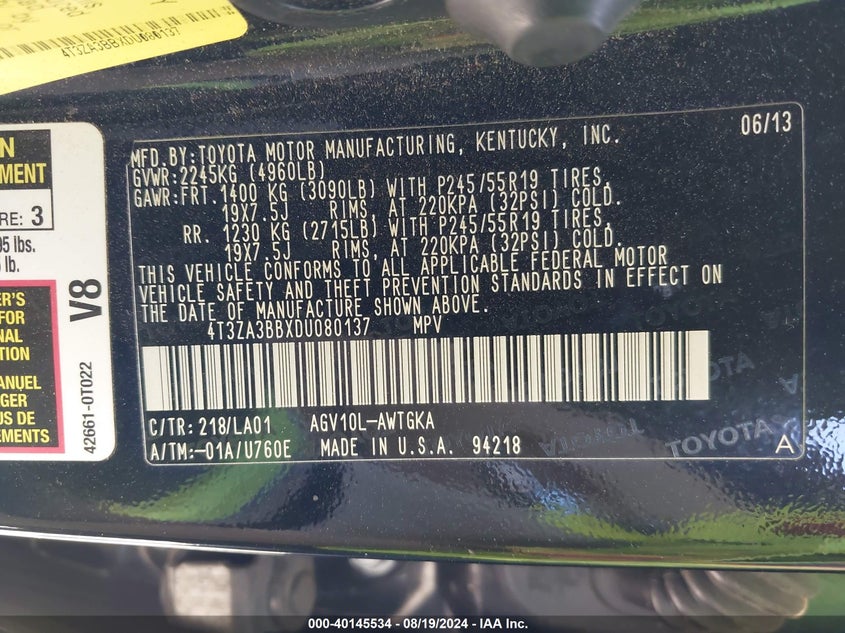 4T3ZA3BBXDU080137
MFD.BY:TOYOTA MOTOR MANUFACTURING, KENTUCKY, INC. 06/13
GVWR:2245KG (4960LB)
GAWR:FRT. 1400 KG (3090LB) WITH P245/55R19 TIRES,
19X7.5J RIMS, AT 220KPA (32PSI) COLD.
RR. 1230 KG (2715LB) WITH P245/55R19 TIRES,
19X7.5J RIMS, AT 220KPA (32PSI) COLD.
THIS VEHICLE CONFORMS TO ALL APPLICABLE FEDERAL MOTOR
VEHICLE SAFETY AND THEFT PREVENTION STANDARDS IN EFFECT ON
THE DATE OF MANUFACTURE SHOWN ABOVE.
4T3ZA3BBXDU080137 MPV
C/TR:218/LA01 AGV10L-AWTGKA
A/TM:-01A/U760E MADE IN U.S.A. 94218 A
TOYOTA
TOYOTA
RE: 3
95 lbs.
lb.
V8
FOR
MANUEL
US DE
EMENTS
42661-0T022
000-40145534 - 08/19/2024 - IAA Inc.